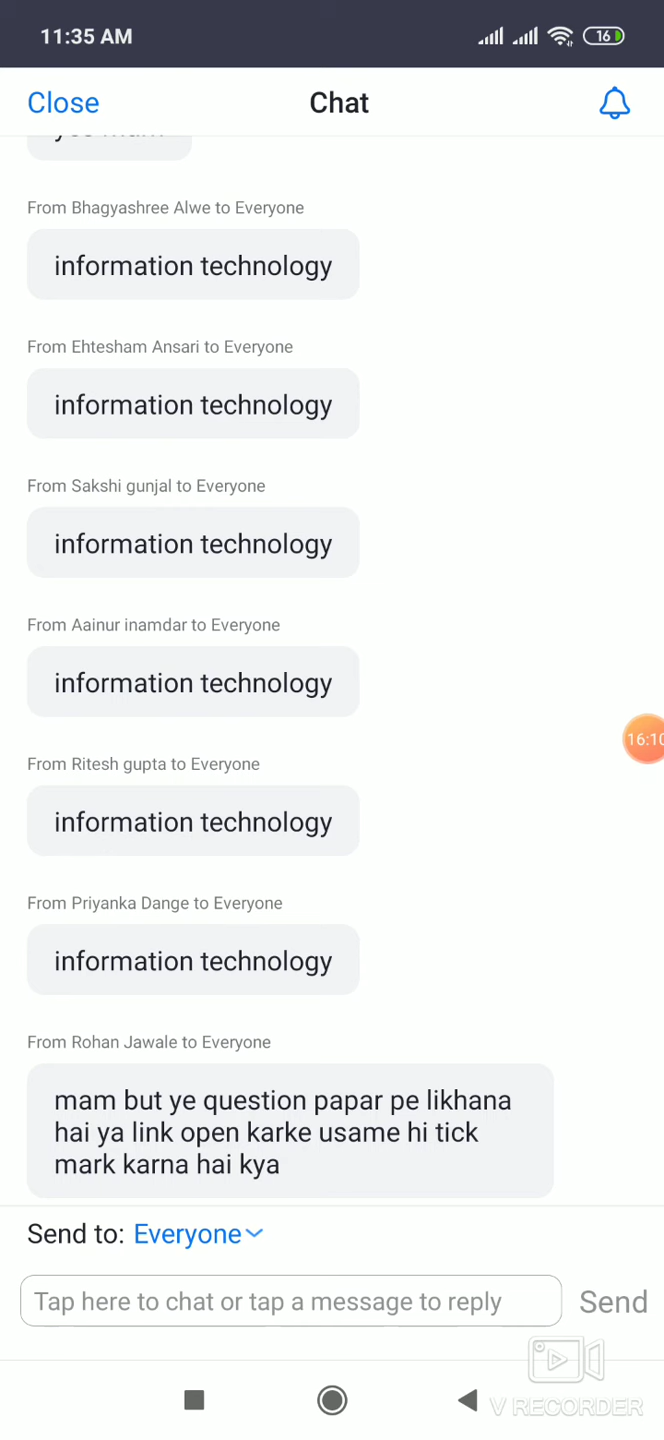 11:35 AM
16
Close
Chat
From Bhagyashree Alwe to Everyone
information technology
From Ehtesham Ansari to Everyone
information technology
From Sakshi gunjal to Everyone
information technology
From Aainur inamdar to Everyone
information technology
16:10
From Ritesh gupta to Everyone
information technology
From Priyanka Dange to Everyone
information technology
From Rohan Jawale to Everyone
mam but ye question papar pe likhana
hai ya link open karke usame hi tick
mark karna hai kya
Send to: Everyone
Tap here to chat or tap a message to reply
Send
V RECORDER